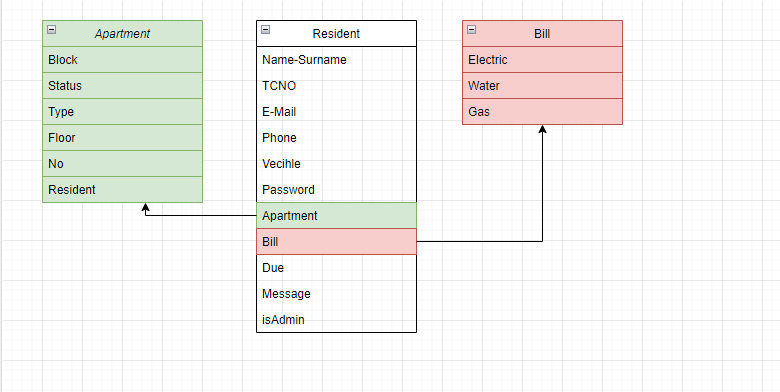 Apartment
Block
Status
Type
Floor
No
Resident
Resident
Name-Surname
TCNO
E-Mail
Phone
Vecihle
Password
Apartment
Bill
Due
Message
isAdmin
Bill
Electric
Water
Gas